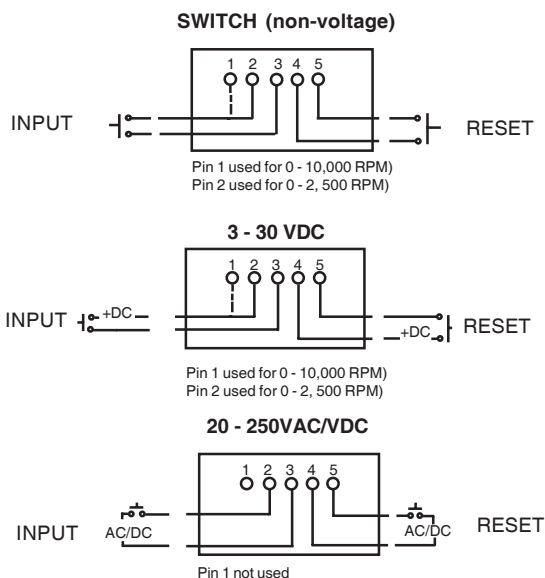 SWITCH (non-voltage)
1 2 3 4 5
INPUT
RESET
Pin 1 used for 0 - 10,000 RPM)
Pin 2 used for 0 - 2, 500 RPM)
3 - 30 VDC
1 2 3 4 5
+DC
INPUT
RESET
+DC
Pin 1 used for 0 - 10,000 RPM)
Pin 2 used for 0 - 2, 500 RPM)
20 - 250VAC/VDC
1 2 3 4 5
INPUT
AC/DC
AC/DC
RESET
Pin 1 not used